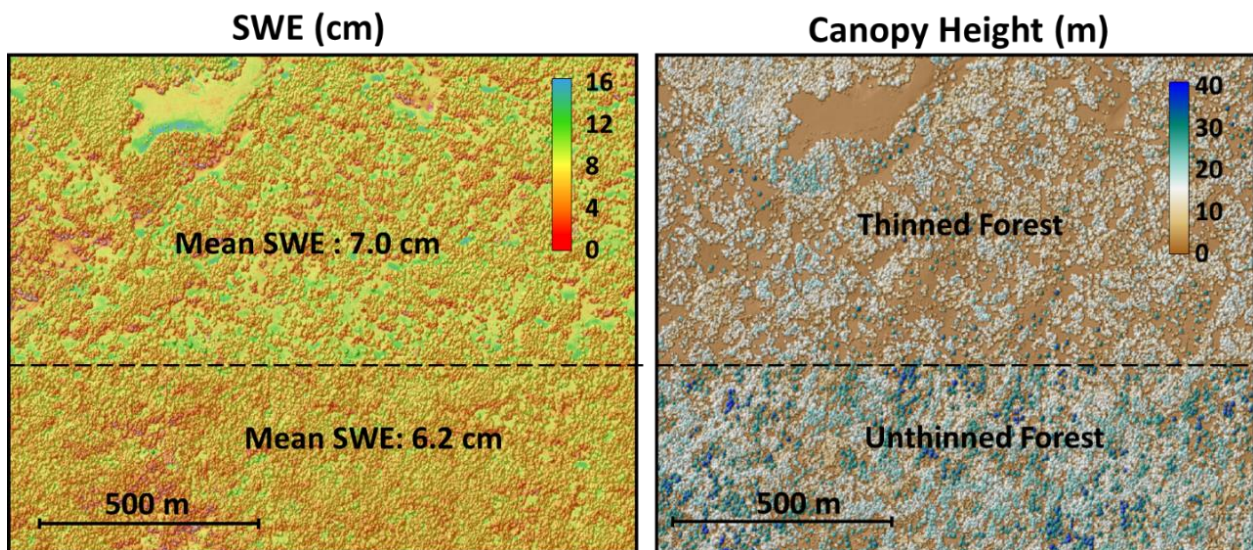 SWE (cm)
Canopy Height (m)
16
12
8
4
0
Mean SWE : 7.0 cm
Mean SWE: 6.2 cm
500 m
40
30
20
10
0
Thinned Forest
Unthinned Forest
500 m